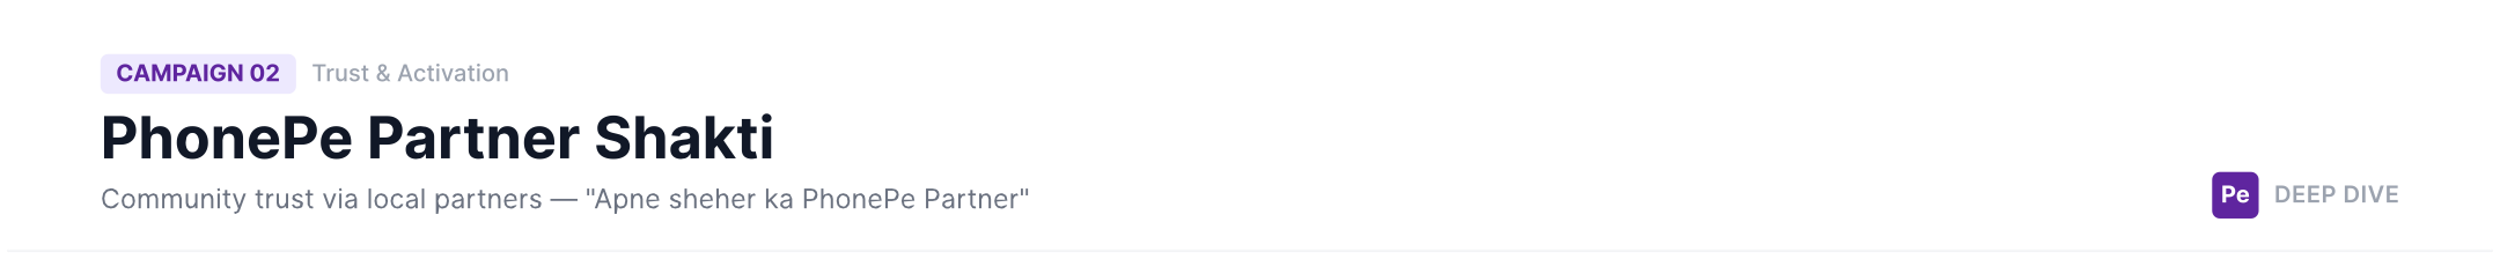 CAMPAIGN 02 Trust & Activation
PhonePe Partner Shakti
Community trust via local partners — "Apne sheher ka PhonePe Partner"
Pe DEEP DIVE